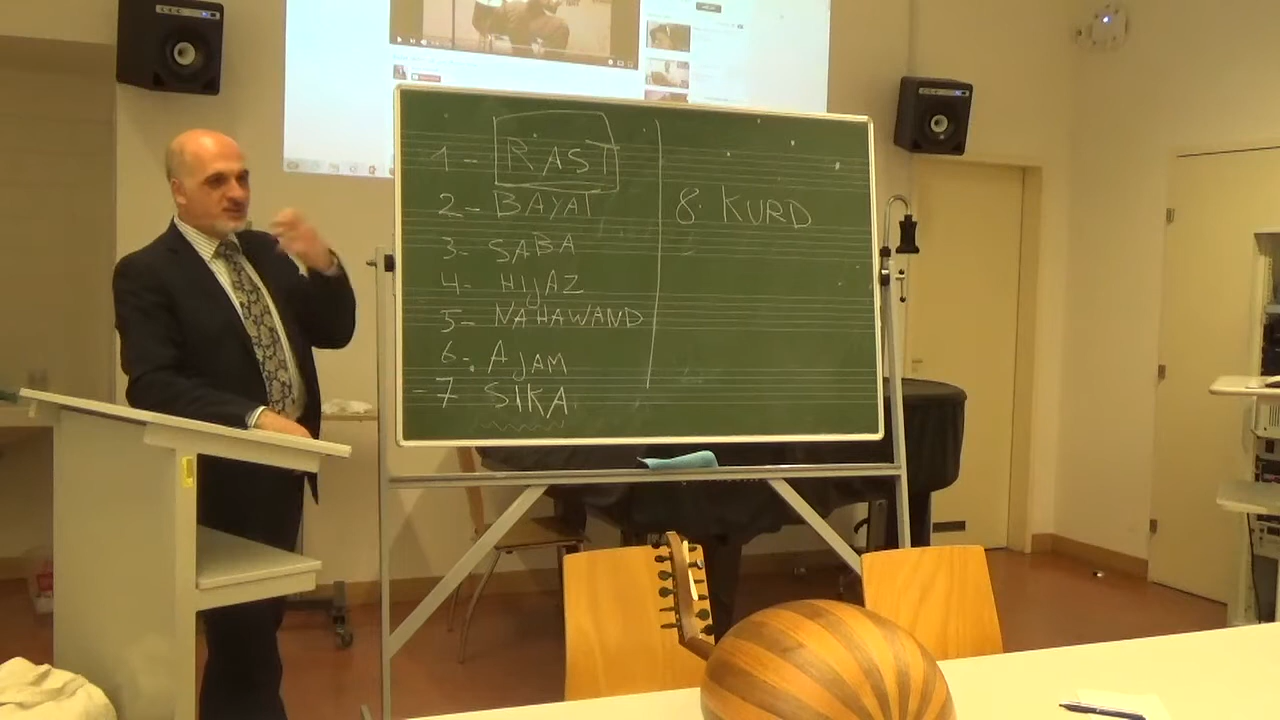 1- RAST
2- BAYAT
3- SABA
4- HIJAZ
5- NAHAWAND
6- AJAM
-7 SIKA
8. KURD